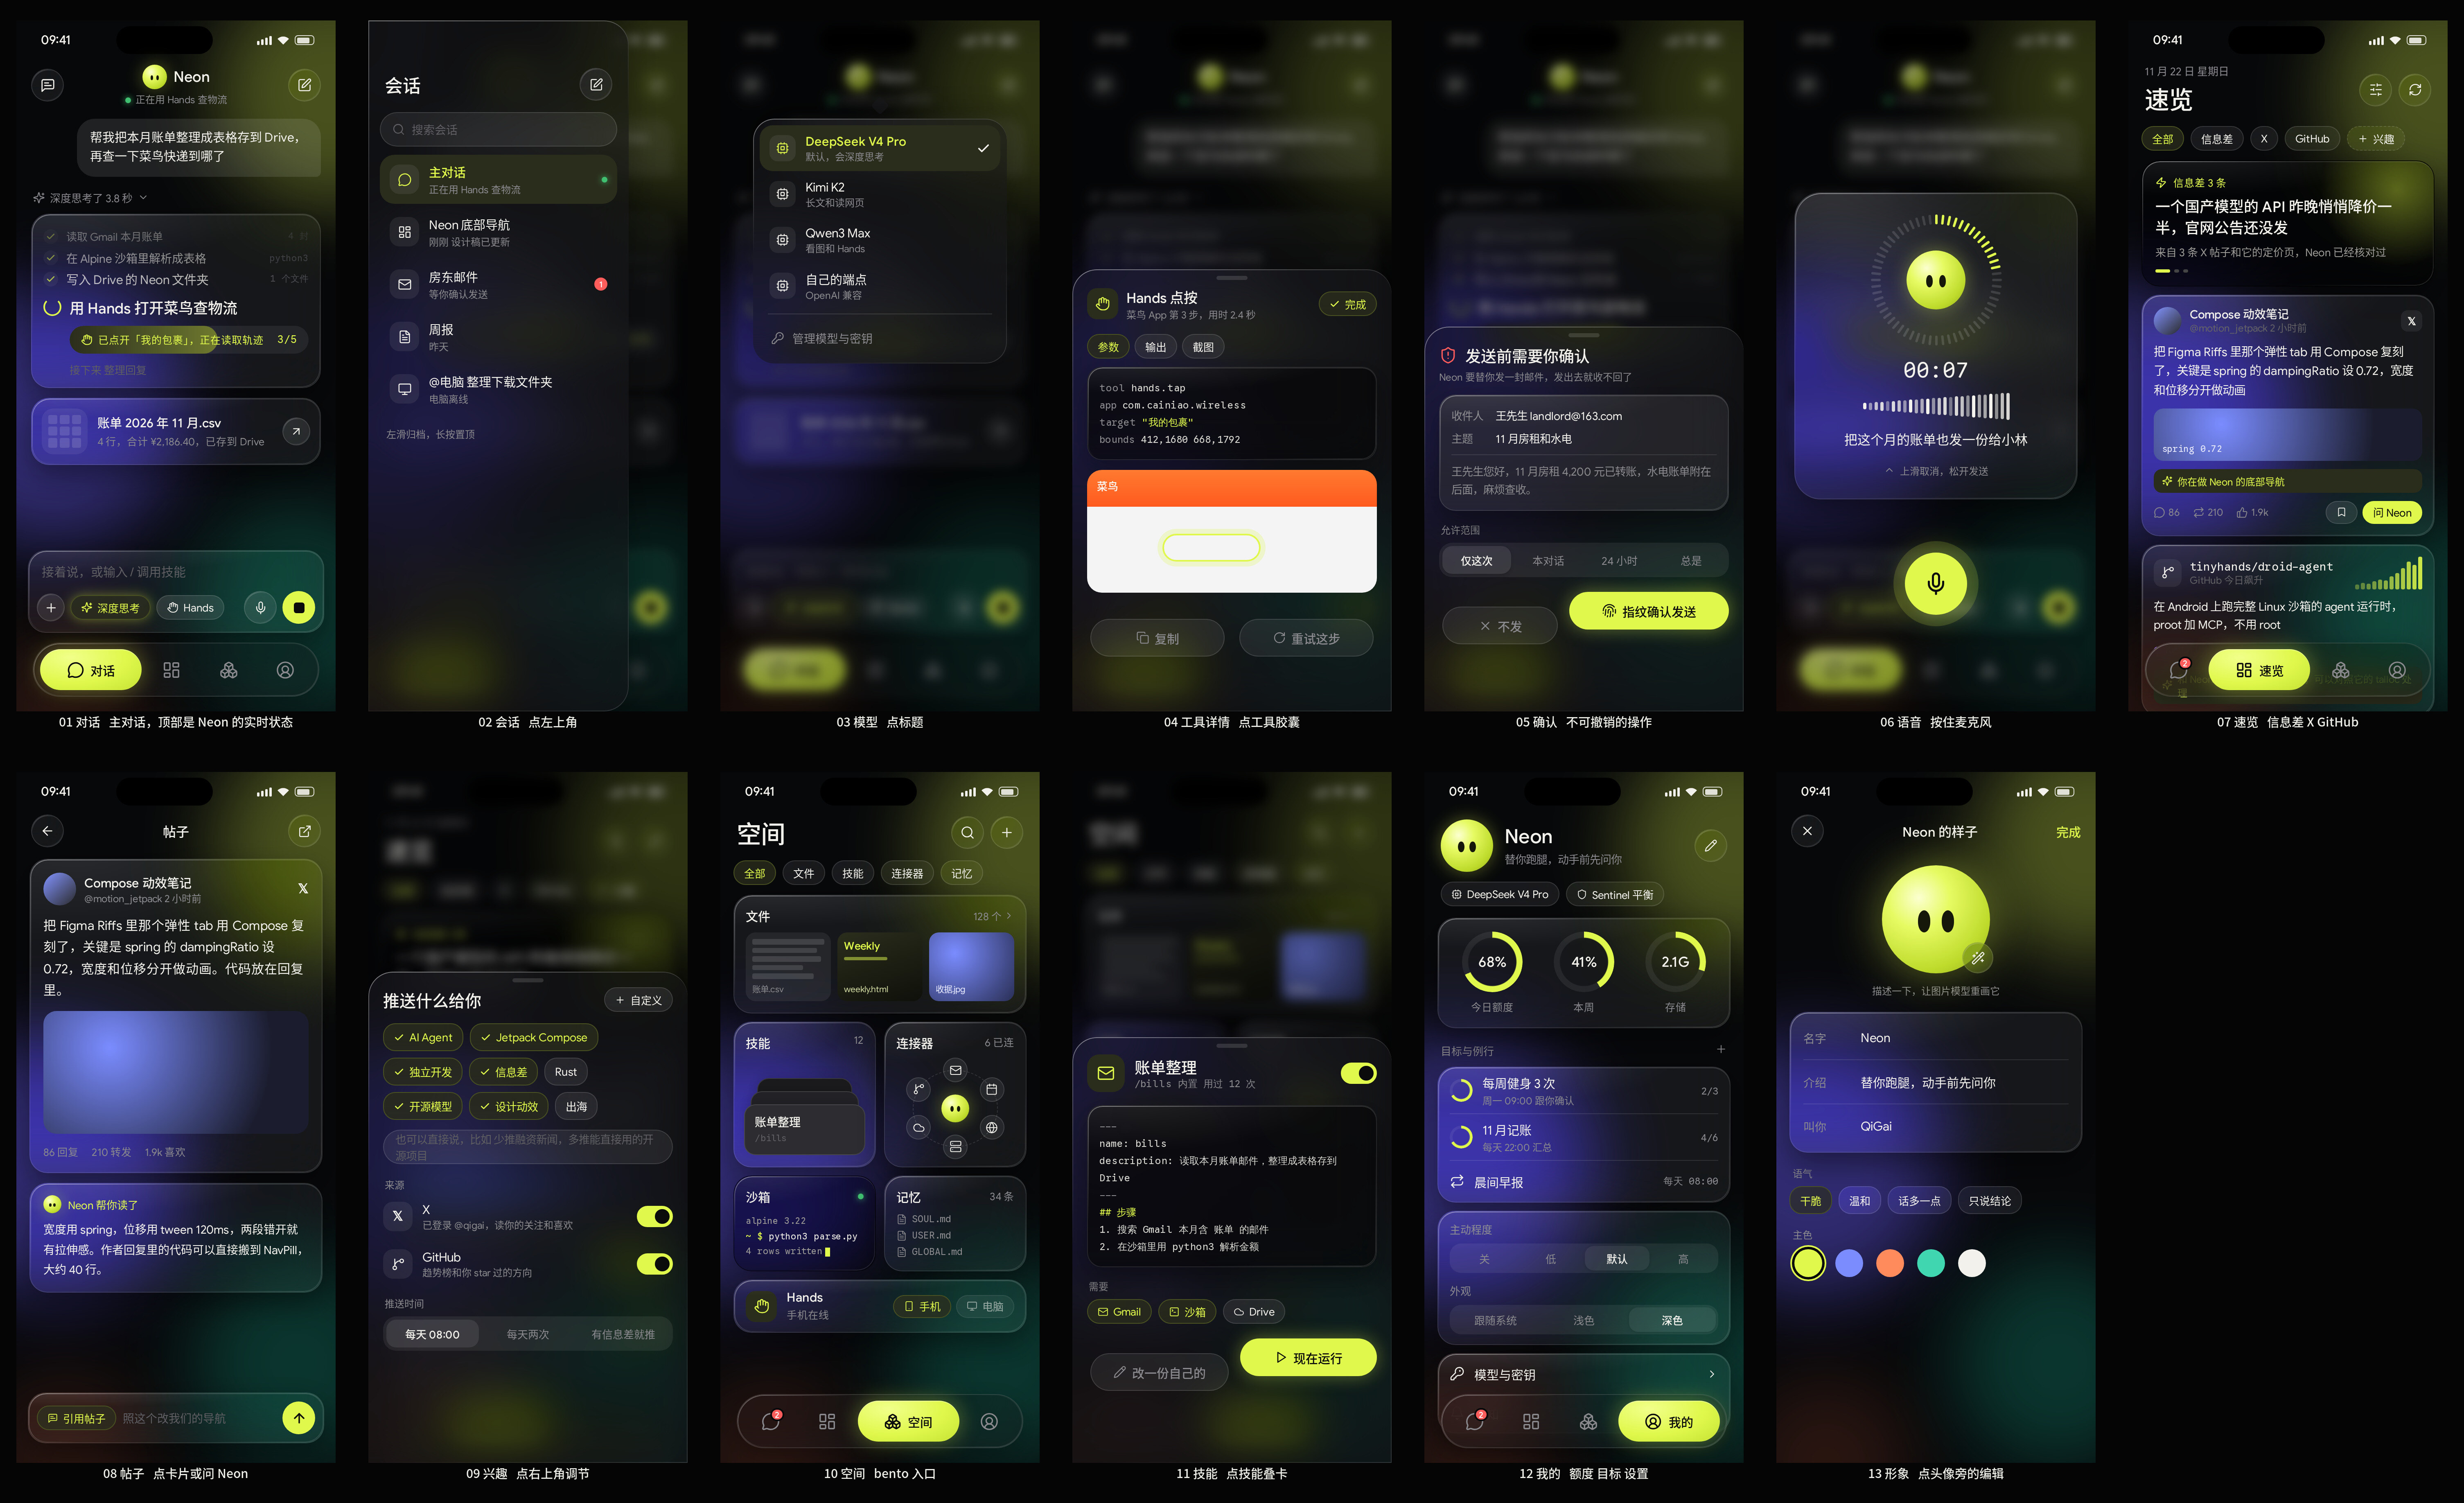 09:41
Neon
正在用 Hands 查物流
帮我把本月账单整理成表格存到 Drive,
再查一下菜鸟快递到哪了
深度思考了 3.8 秒
读取 Gmail 本月账单 4 封
在 Alpine 沙箱里解析成表格 python3
写入 Drive 的 Neon 文件夹 1 个文件
用 Hands 打开菜鸟查物流
已点开「我的包裹」,正在读取轨迹 3/5
接下来 整理回复
账单 2026 年 11 月.csv
4 行，合计 ¥2,186.40，已存到 Drive
接着说，或输入 / 调用技能
深度思考
Hands
对话
01 对话 主对话，顶部是 Neon 的实时状态
会话
搜索会话
主对话
正在用 Hands 查物流
Neon 底部导航
刚刚 设计稿已更新
房东邮件
等你确认发送
1
周报
昨天
@电脑 整理下载文件夹
电脑离线
左滑归档，长按置顶
02 会话 点左上角
DeepSeek V4 Pro
默认，会深度思考
Kimi K2
长文和读网页
Qwen3 Max
看图和 Hands
自己的端点
OpenAI 兼容
管理模型与密钥
03 模型 点标题
Hands 点按
菜鸟 App 第 3 步，用时 2.4 秒
完成
参数
输出
截图
tool hands.tap
app com.cainiao.wireless
target "我的包裹"
bounds 412,1680 668,1792
菜鸟
复制
重试这步
04 工具详情 点工具胶囊
发送前需要你确认
Neon 要替你发一封邮件，发出去就收不回了
收件人 王先生 landlord@163.com
主题 11 月房租和水电
王先生您好，11 月房租 4,200 元已转账，水电账单附在
后面，麻烦查收。
允许范围
仅这次
本对话
24 小时
总是
不发
指纹确认发送
05 确认 不可撤销的操作
00:07
把这个月的账单也发一份给小林
上滑取消，松开发送
06 语音 按住麦克风
09:41
11 月 22 日 星期日
速览
全部
信息差
X
GitHub
兴趣
信息差 3 条
一个国产模型的 API 昨晚悄悄降价一
半，官网公告还没发
来自 3 条 X 帖子和它的定价页，Neon 已经核对过
Compose 动效笔记
@motion_jetpack 2 小时前
把 Figma Riffs 里那个弹性 tab 用 Compose 复刻
了，关键是 spring 的 dampingRatio 设 0.72，宽度
和位移分开做动画
spring 0.72
你在做 Neon 的底部导航
86
210
1.9k
问 Neon
tinyhands/droid-agent
GitHub 今日飙升
在 Android 上跑完整 Linux 沙箱的 agent 运行时，
proot 加 MCP，不用 root
2
速览
07 速览 信息差 X GitHub
09:41
帖子
Compose 动效笔记
@motion_jetpack 2 小时前
把 Figma Riffs 里那个弹性 tab 用 Compose 复
刻了，关键是 spring 的 dampingRatio 设
0.72，宽度和位移分开做动画。代码放在回复
里。
86 回复 210 转发 1.9k 喜欢
Neon 帮你读了
宽度用 spring，位移用 tween 120ms，两段错开就
有拉伸感。作者回复里的代码可以直接搬到 NavPill，
大约 40 行。
引用帖子
照这个改我们的导航
08 帖子 点卡片或问 Neon
推送什么给你
自定义
AI Agent
Jetpack Compose
独立开发
信息差
Rust
开源模型
设计动效
出海
也可以直接说，比如 少推融资新闻，多推能直接用的开
源项目
来源
X
已登录 @qigai，读你的关注和喜欢
GitHub
趋势榜和你 star 过的方向
推送时间
每天 08:00
每天两次
有信息差就推
09 兴趣 点右上角调节
09:41
空间
全部
文件
技能
连接器
记忆
文件
128 个
账单.csv
Weekly
weekly.html
收据.jpg
技能
12
账单整理
/bills
连接器
6 已连
沙箱
alpine 3.22
~ $ python3 parse.py
4 rows written
记忆
34 条
SOUL.md
USER.md
GLOBAL.md
Hands
手机在线
手机
电脑
2
空间
10 空间 bento 入口
账单整理
/bills 内置 用过 12 次
---
name: bills
description: 读取本月账单邮件，整理成表格存到
Drive
---
## 步骤
1. 搜索 Gmail 本月含 账单 的邮件
2. 在沙箱里用 python3 解析金额
需要
Gmail
沙箱
Drive
改一份自己的
现在运行
11 技能 点技能叠卡
09:41
Neon
替你跑腿，动手前先问你
DeepSeek V4 Pro
Sentinel 平衡
68%
41%
2.1G
今日额度
本周
存储
目标与例行
每周健身 3 次
周一 09:00 跟你确认
2/3
11 月记账
每天 22:00 汇总
4/6
晨间早报
每天 08:00
主动程度
关
低
默认
高
外观
跟随系统
浅色
深色
模型与密钥
2
我的
12 我的 额度 目标 设置
09:41
Neon 的样子
完成
描述一下，让图片模型重画它
名字 Neon
介绍 替你跑腿，动手前先问你
叫你 QiGai
语气
干脆
温和
话多一点
只说结论
主色
13 形象 点头像旁的编辑